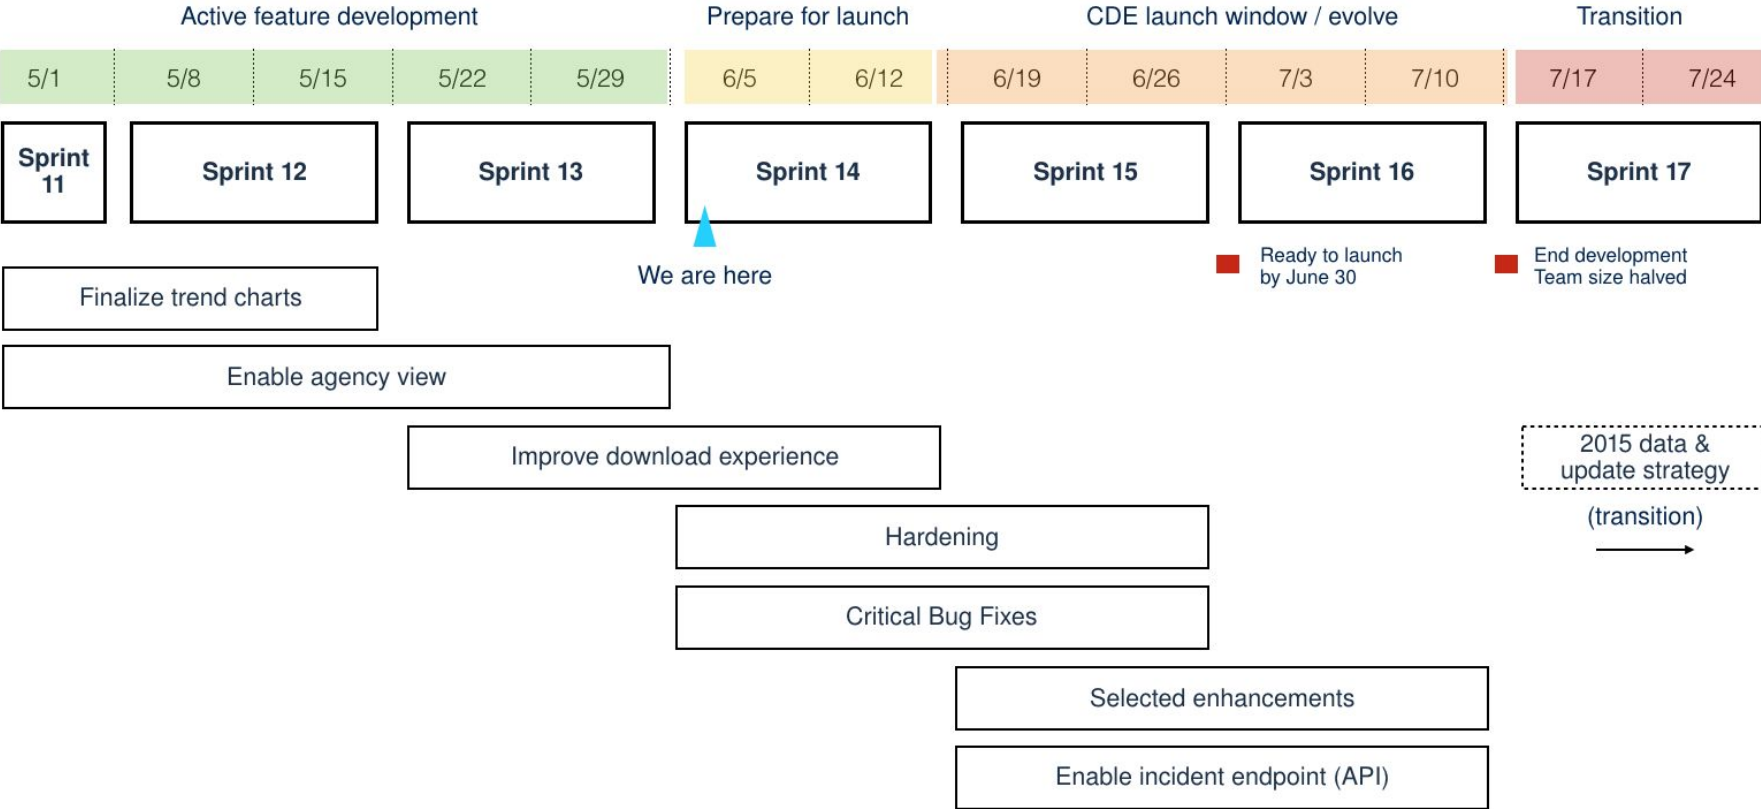 Active feature development
Prepare for launch
CDE launch window / evolve
Transition
5/1
5/8
5/15
5/22
5/29
6/5
6/12
6/19
6/26
7/3
7/10
7/17
7/24
Sprint
11
Sprint 12
Sprint 13
Sprint 14
Sprint 15
Sprint 16
Sprint 17
We are here
Ready to launch
by June 30
End development
Team size halved
Finalize trend charts
Enable agency view
Improve download experience
2015 data &
update strategy
(transition)
Hardening
Critical Bug Fixes
Selected enhancements
Enable incident endpoint (API)